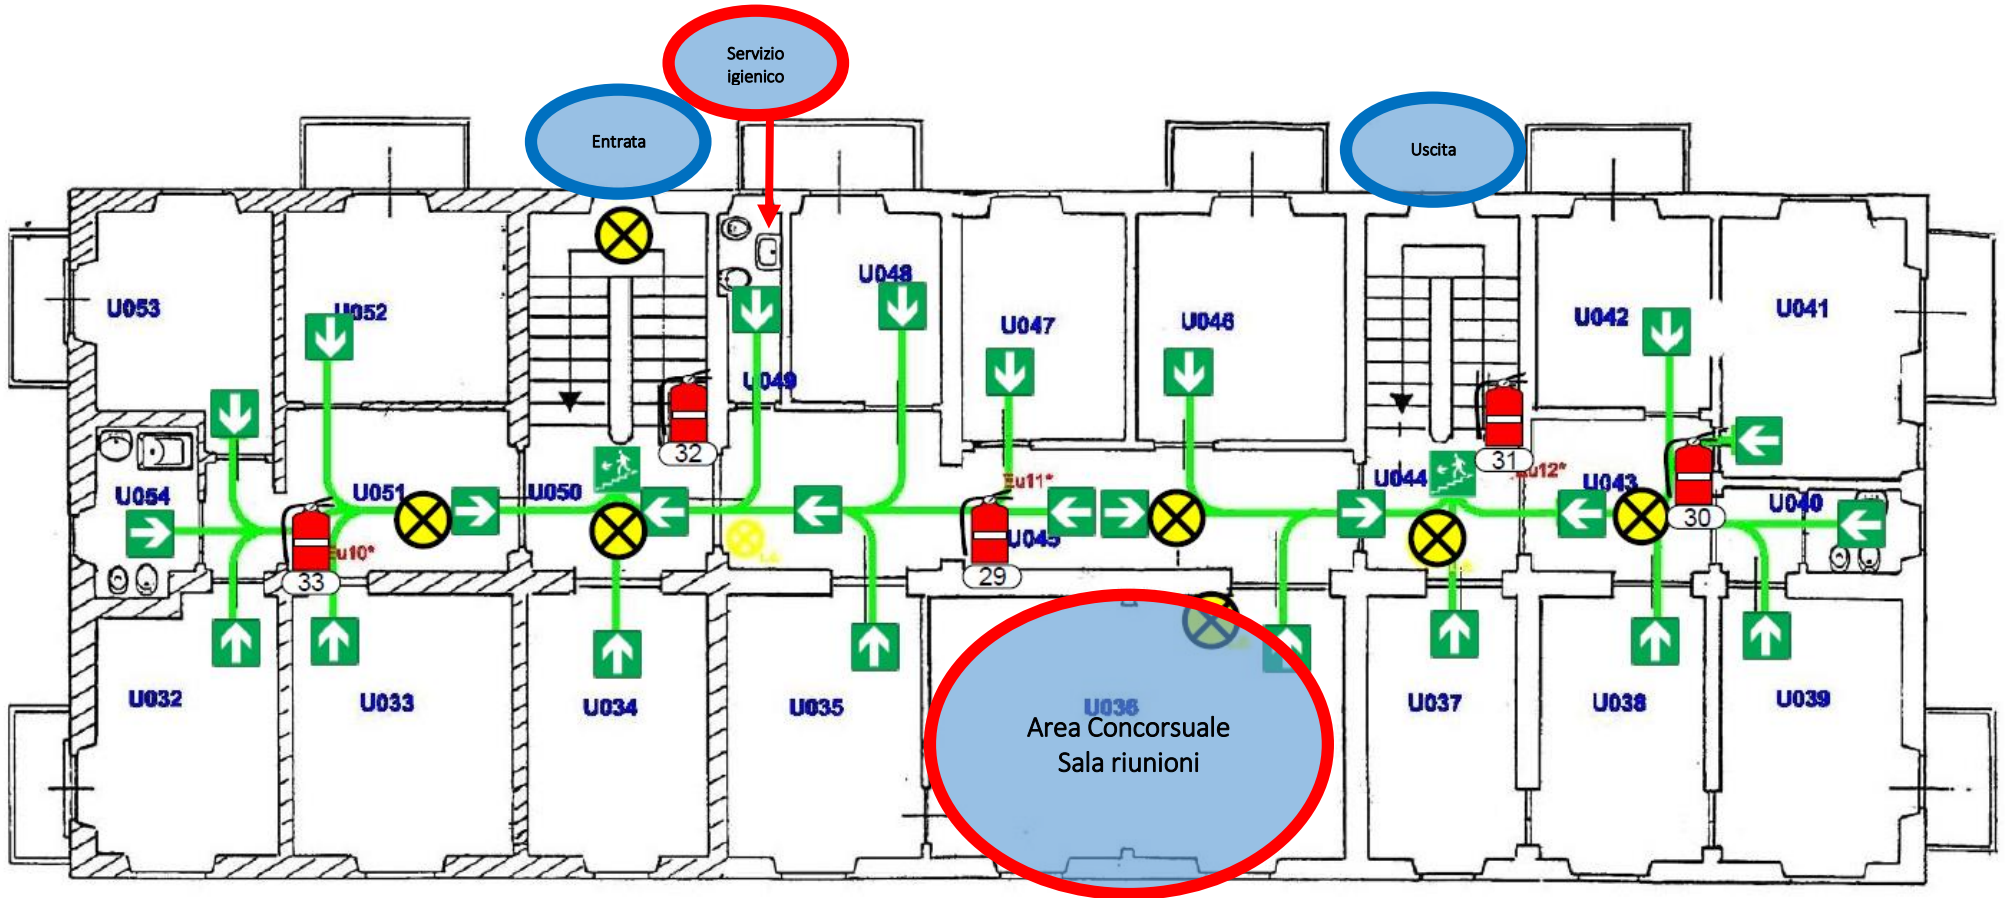 Servizio
igienico
Entrata
Uscita
U053
U052
U048
U047
U046
U042
U041
U049
32
31
U054
U051
U050
Eu11*
U044
Eu12*
U043
U040
30
Eu10*
33
U045
29
U032
U033
U034
U035
U036
Area Concorsuale
Sala riunioni
U037
U038
U039